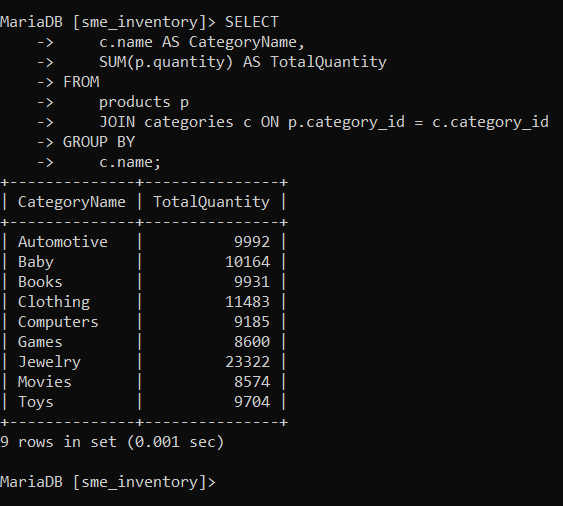 MariaDB [sme_inventory]> SELECT
    ->     c.name AS CategoryName,
    ->     SUM(p.quantity) AS TotalQuantity
    -> FROM
    ->     products p
    ->     JOIN categories c ON p.category_id = c.category_id
    -> GROUP BY
    ->     c.name;
+--------------+---------------+
| CategoryName | TotalQuantity |
+--------------+---------------+
| Automotive   |          9992 |
| Baby         |         10164 |
| Books        |          9931 |
| Clothing     |         11483 |
| Computers    |          9185 |
| Games        |          8600 |
| Jewelry      |         23322 |
| Movies       |          8574 |
| Toys         |          9704 |
+--------------+---------------+
9 rows in set (0.001 sec)
MariaDB [sme_inventory]>